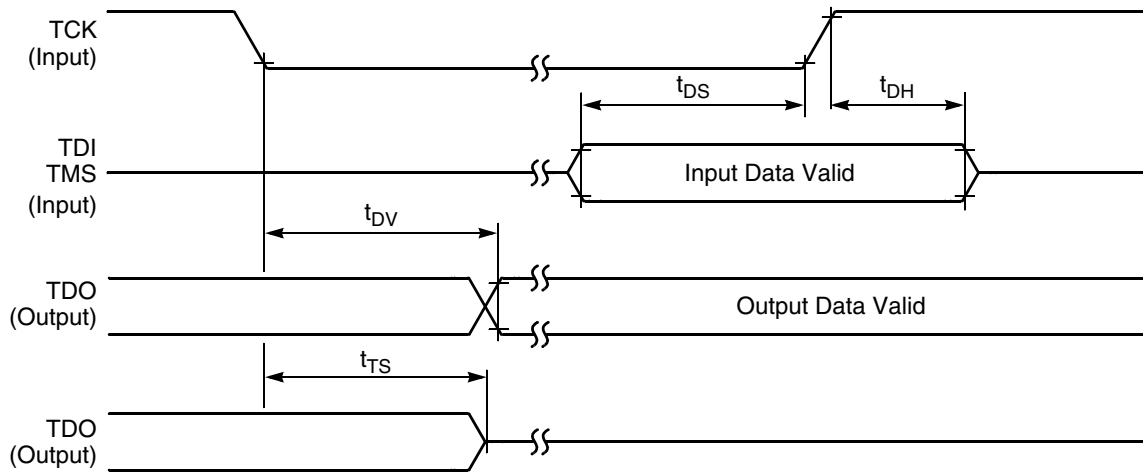 TCK
(Input)
tDS
tDH
TDI
TMS
(Input)
Input Data Valid
tDV
TDO
(Output)
Output Data Valid
tTS
TDO
(Output)